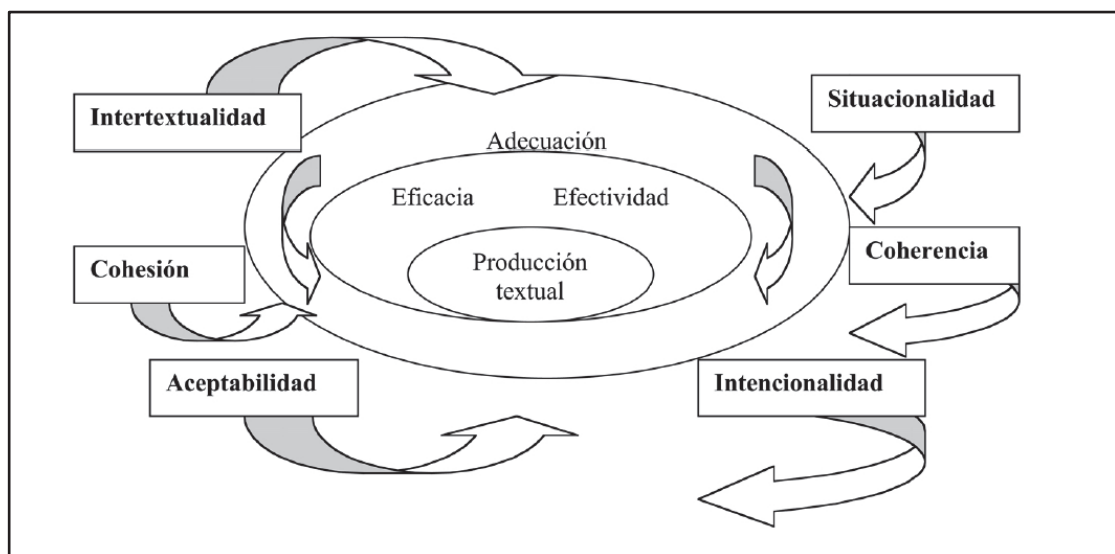 Intertextualidad
Situacionalidad
Adecuación
Eficacia
Efectividad
Cohesión
Producción
textual
Coherencia
Aceptabilidad
Intencionalidad